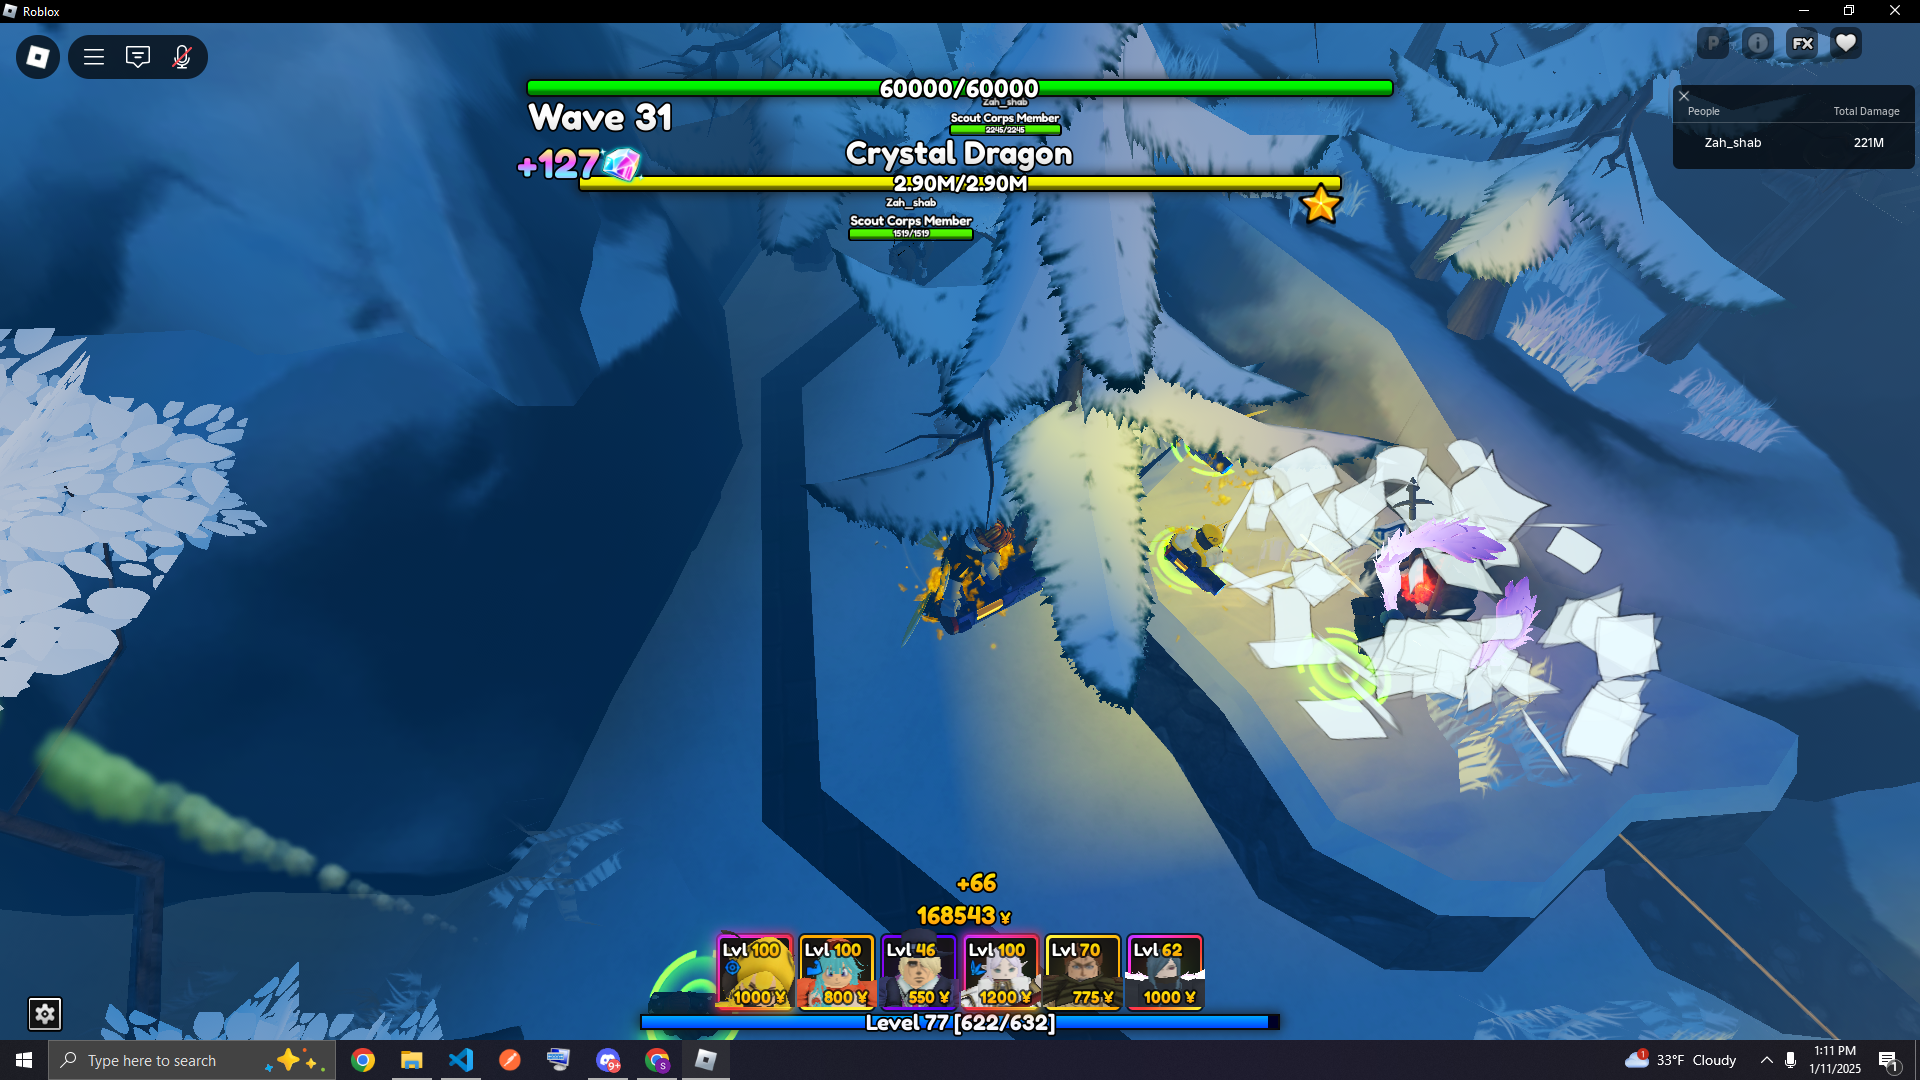 Roblox
P
FX
60000/60000
Zah_shab
Wave 31
Scout Corps Member
2245/2245
Crystal Dragon
+127
2.90M/2.90M
Zah_shab
Scout Corps Member
1519/1519
People Total Damage
Zah_shab 221M
+66
168543 ¥
Lvl 100 Lvl 100 Lvl 46 Lvl 100 Lvl 70 Lvl 62
1000 ¥ 800 ¥ 550 ¥ 1200 ¥ 775 ¥ 1000 ¥
Level 77 [622/632]
Type here to search
9+
S
1
33°F Cloudy
1:11 PM
1/11/2025
1